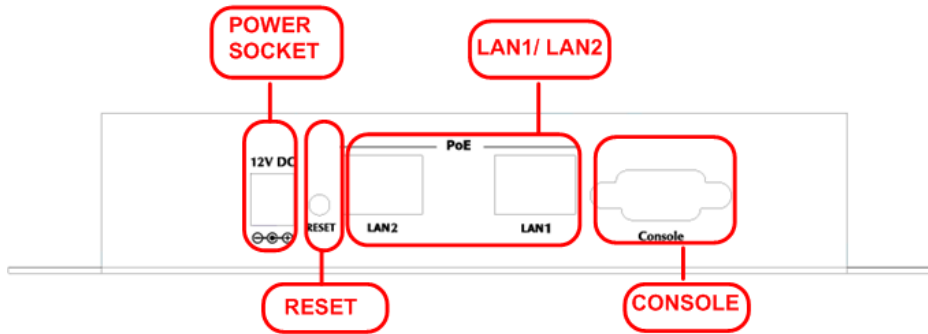 POWER
SOCKET
LAN1/ LAN2
PoE
12V DC
RESET
LAN2
LAN1
Console
RESET
CONSOLE